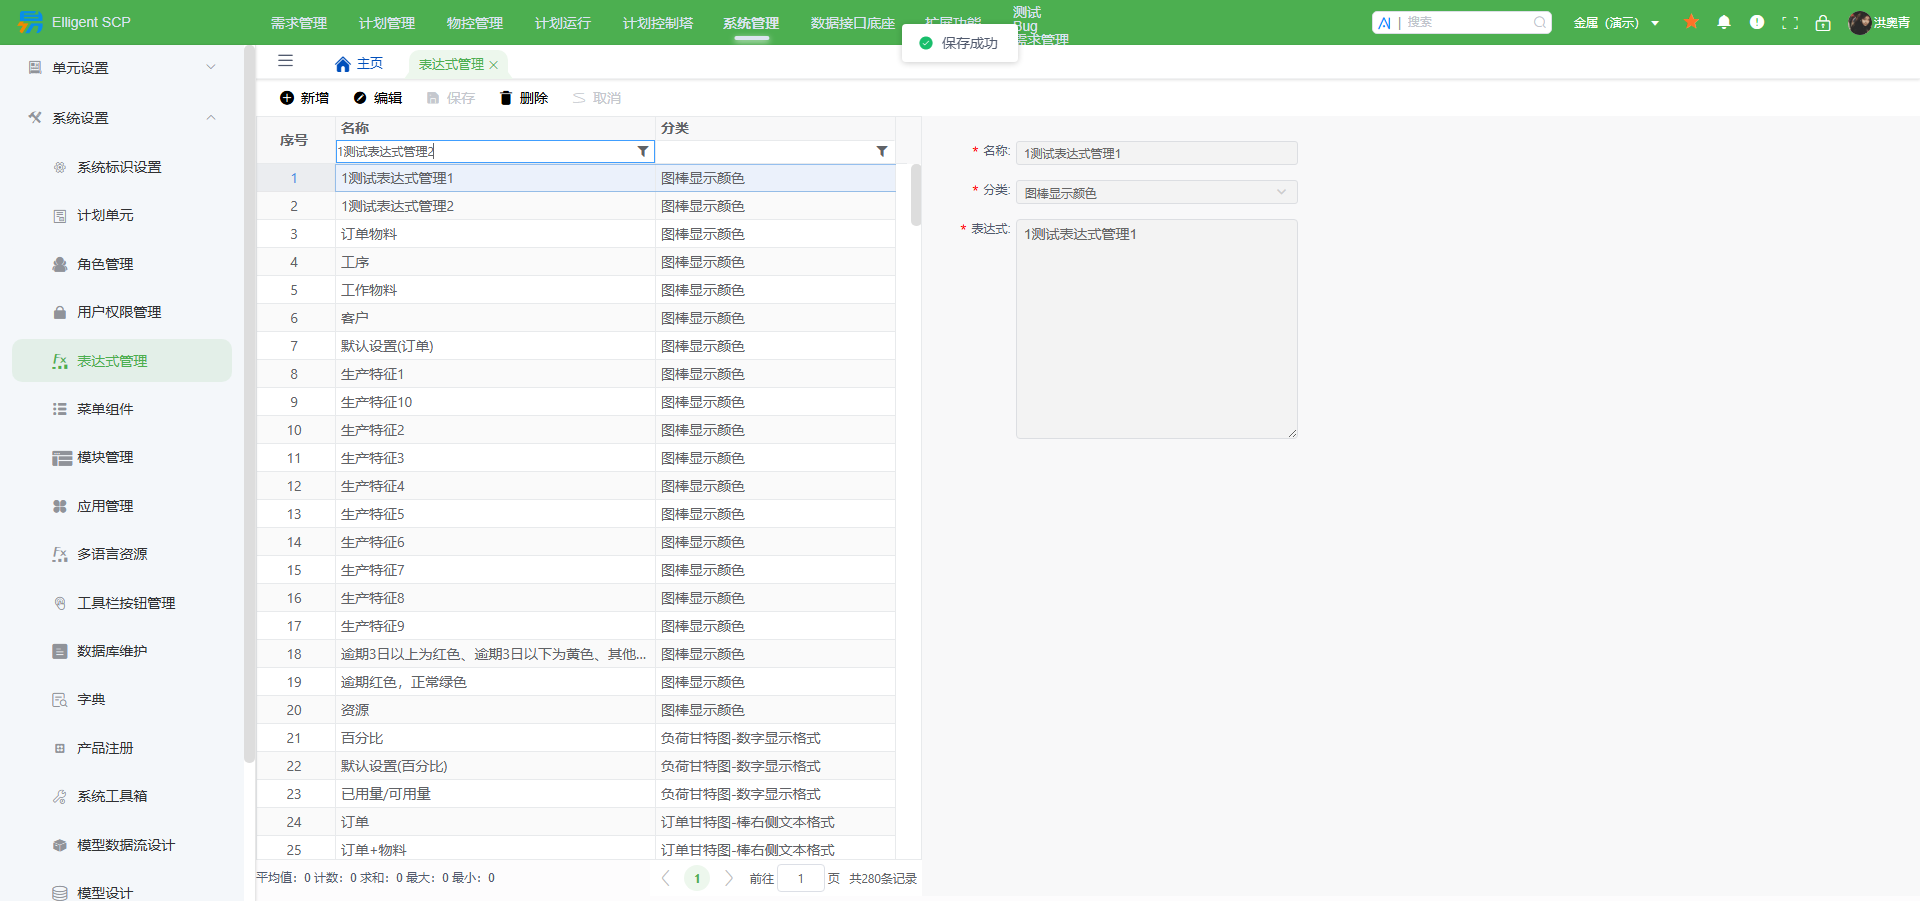 Elligent SCP
需求管理 计划管理 物控管理 计划运行 计划控制塔 系统管理 数据接口底座 扩展功能
测试
Bug
需求管理
保存成功
搜索
金属（演示）
洪奥青
单元设置
系统设置
系统标识设置
计划单元
角色管理
用户权限管理
表达式管理
菜单组件
模块管理
应用管理
多语言资源
工具栏按钮管理
数据库维护
字典
产品注册
系统工具箱
模型数据流设计
模型设计
主页
表达式管理
新增 编辑 保存 删除 取消
序号 名称 分类
1测试表达式管理2
1 1测试表达式管理1 图棒显示颜色
2 1测试表达式管理2 图棒显示颜色
3 订单物料 图棒显示颜色
4 工序 图棒显示颜色
5 工作物料 图棒显示颜色
6 客户 图棒显示颜色
7 默认设置(订单) 图棒显示颜色
8 生产特征1 图棒显示颜色
9 生产特征10 图棒显示颜色
10 生产特征2 图棒显示颜色
11 生产特征3 图棒显示颜色
12 生产特征4 图棒显示颜色
13 生产特征5 图棒显示颜色
14 生产特征6 图棒显示颜色
15 生产特征7 图棒显示颜色
16 生产特征8 图棒显示颜色
17 生产特征9 图棒显示颜色
18 逾期3日以上为红色、逾期3日以下为黄色、其他... 图棒显示颜色
19 逾期红色，正常绿色 图棒显示颜色
20 资源 图棒显示颜色
21 百分比 负荷甘特图-数字显示格式
22 默认设置(百分比) 负荷甘特图-数字显示格式
23 已用量/可用量 负荷甘特图-数字显示格式
24 订单 订单甘特图-棒右侧文本格式
25 订单+物料 订单甘特图-棒右侧文本格式
平均值：0 计数：0 求和：0 最大：0 最小：0
1 前往 1 页 共280条记录
* 名称: 1测试表达式管理1
* 分类: 图棒显示颜色
* 表达式: 1测试表达式管理1